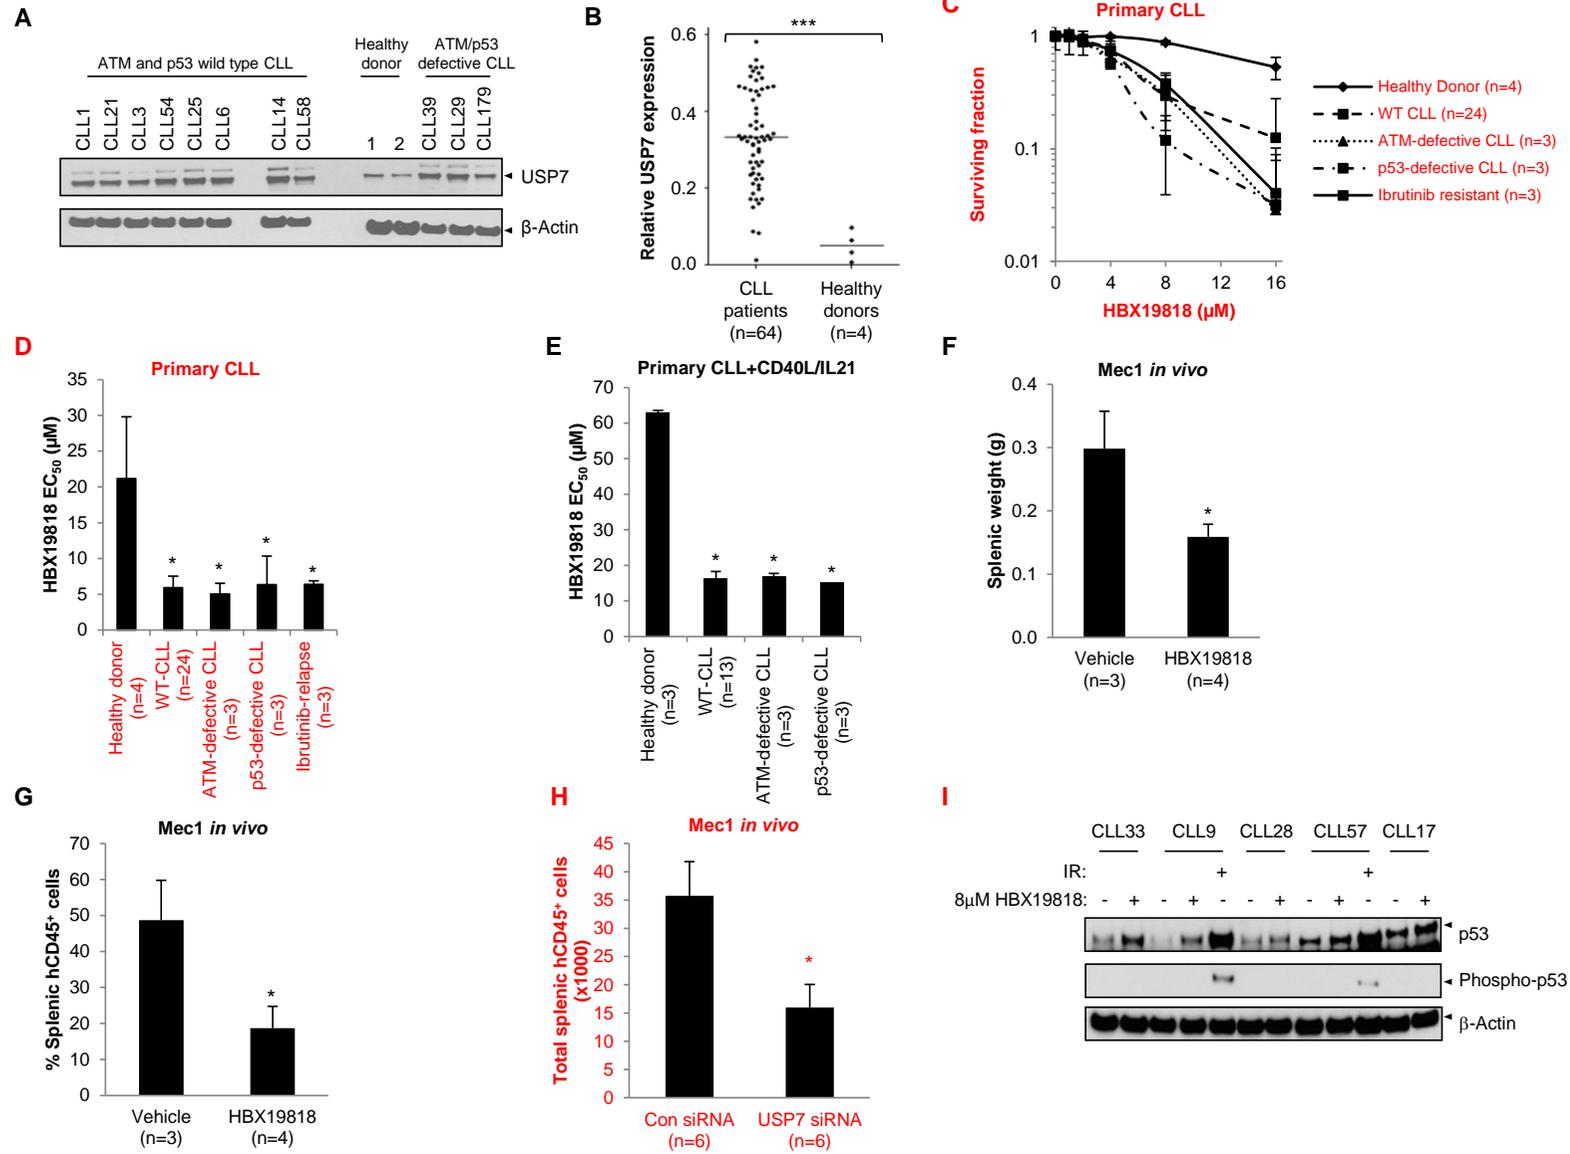 A
ATM and p53 wild type CLL
Healthy
donor
ATM/p53
defective CLL
CLL1
CLL21
CLL3
CLL54
CLL25
CLL6
CLL14
CLL58
1
2
CLL39
CLL29
CLL179
USP7
β-Actin
B
***
Relative USP7 expression
0.6
0.4
0.2
0.0
CLL
patients
(n=64)
Healthy
donors
(n=4)
C
Primary CLL
Surviving fraction
1
0.1
0.01
0 4 8 12 16
HBX19818 (µM)
Healthy Donor (n=4)
WT CLL (n=24)
ATM-defective CLL (n=3)
p53-defective CLL (n=3)
Ibrutinib resistant (n=3)
D
Primary CLL
HBX19818 EC50 (µM)
35
30
25
20
15
10
5
0
* * * *
Healthy donor
(n=4)
WT-CLL
(n=24)
ATM-defective CLL
(n=3)
p53-defective CLL
(n=3)
Ibrutinib-relapse
(n=3)
E
Primary CLL+CD40L/IL21
HBX19818 EC50 (µM)
70
60
50
40
30
20
10
0
* * *
Healthy donor
(n=3)
WT-CLL
(n=13)
ATM-defective CLL
(n=3)
p53-defective CLL
(n=3)
F
Mec1 in vivo
Splenic weight (g)
0.4
0.3
0.2
0.1
0.0
*
Vehicle
(n=3)
HBX19818
(n=4)
G
Mec1 in vivo
% Splenic hCD45+ cells
70
60
50
40
30
20
10
0
*
Vehicle
(n=3)
HBX19818
(n=4)
H
Mec1 in vivo
Total splenic hCD45+ cells
(x1000)
45
40
35
30
25
20
15
10
5
0
*
Con siRNA
(n=6)
USP7 siRNA
(n=6)
I
CLL33 CLL9 CLL28 CLL57 CLL17
IR: + +
8µM HBX19818: - + - + - - + - + - - +
p53
Phospho-p53
β-Actin